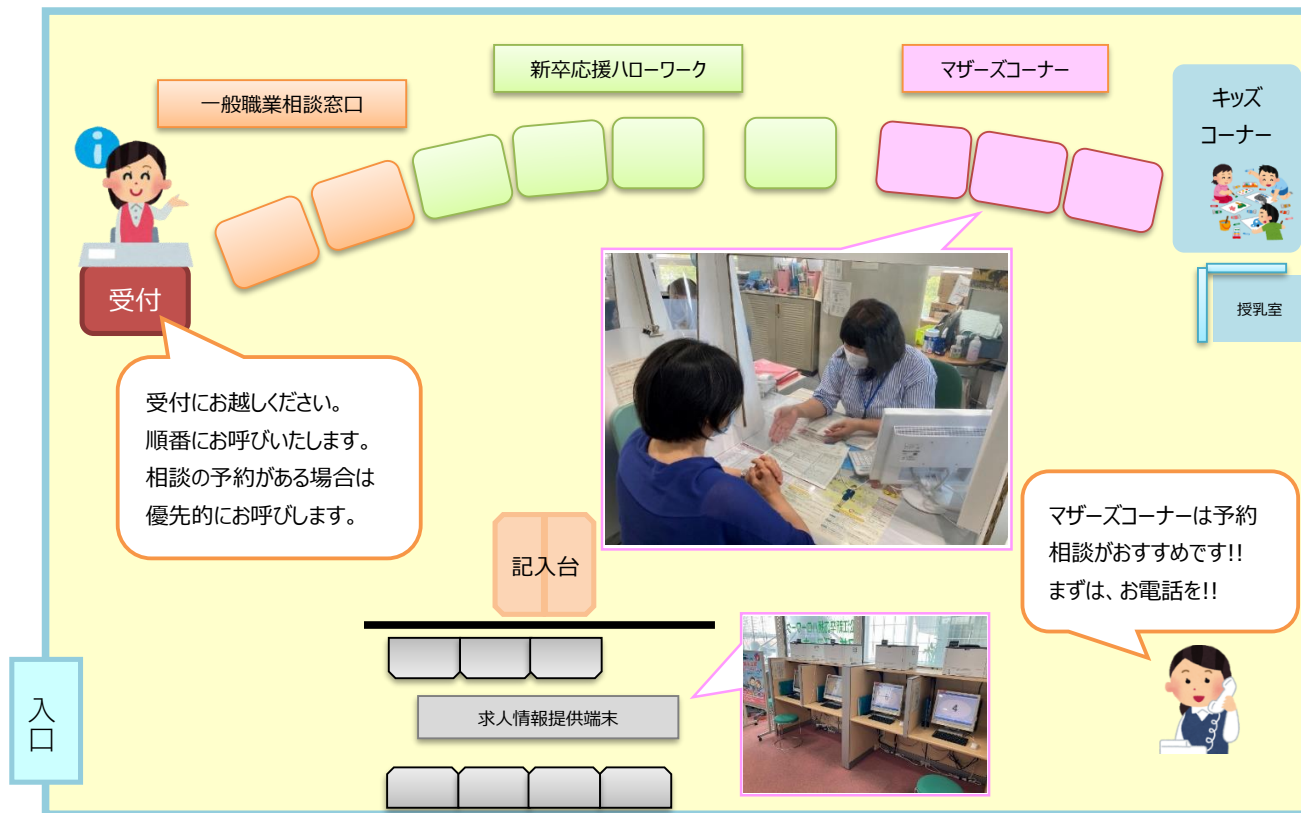 新卒応援ハローワーク
マザーズコーナー
一般職業相談窓口
キッズ
コーナー
受付
授乳室
受付にお越しください。
順番にお呼びいたします。
相談の予約がある場合は
優先的にお呼びします。
マザーズコーナーは予約
相談がおすすめです!!
まずは、お電話を!!
記入台
入口
求人情報提供端末
4